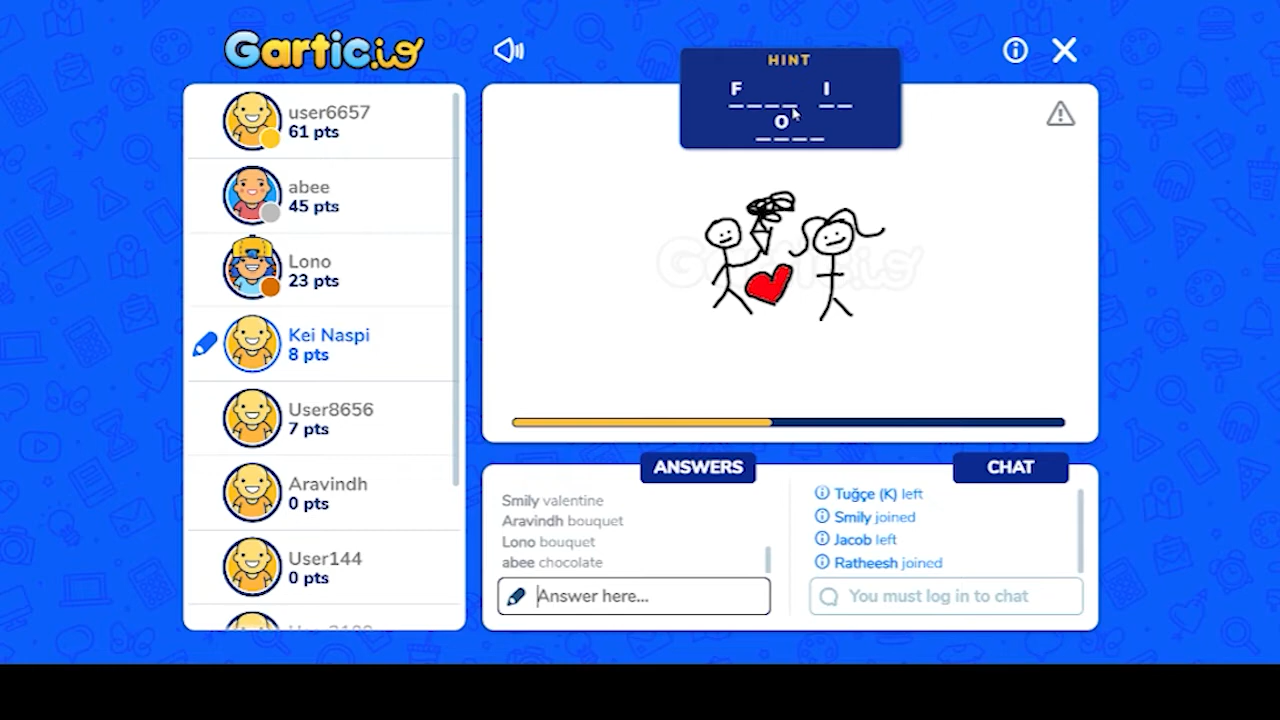 Gartic.io
HINT
F _ _ _ I _
_ O _ _
user6657
61 pts
abee
45 pts
Lono
23 pts
Kei Naspi
8 pts
User8656
7 pts
Aravindh
0 pts
User144
0 pts
ANSWERS
Smily valentine
Aravindh bouquet
Lono bouquet
abee chocolate
Answer here...
CHAT
Tuğçe (K) left
Smily joined
Jacob left
Ratheesh joined
You must log in to chat